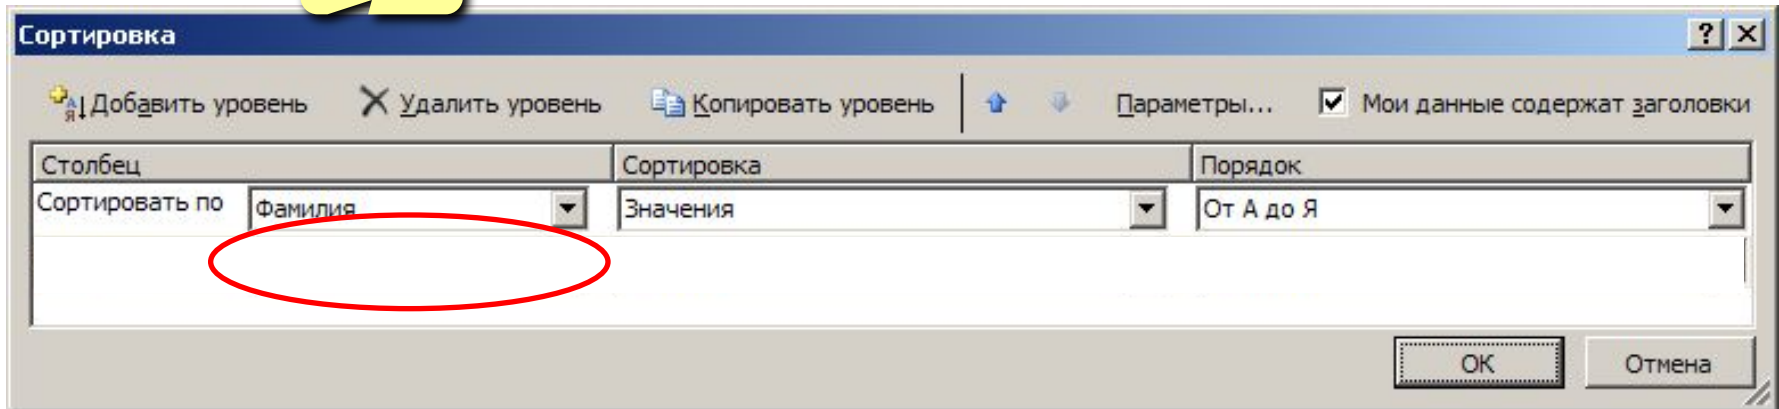 Сортировка
Добавить уровень Удалить уровень Копировать уровень Параметры... Мои данные содержат заголовки
Столбец Сортировка Порядок
Сортировать по Фамилия Значения От А до Я
ОК Отмена